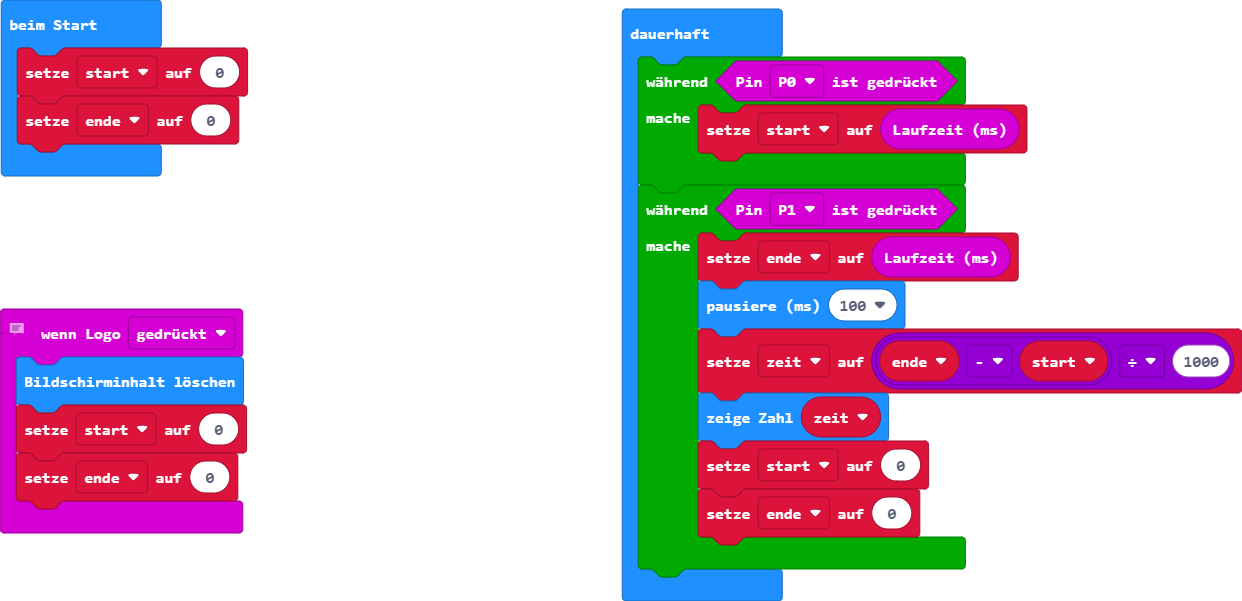 beim Start
setze start auf 0
setze ende auf 0
wenn Logo gedrückt
Bildschirminhalt löschen
setze start auf 0
setze ende auf 0
dauerhaft
während Pin P0 ist gedrückt
mache setze start auf Laufzeit (ms)
während Pin P1 ist gedrückt
mache setze ende auf Laufzeit (ms)
pausiere (ms) 100
setze zeit auf ende - start ÷ 1000
zeige Zahl zeit
setze start auf 0
setze ende auf 0